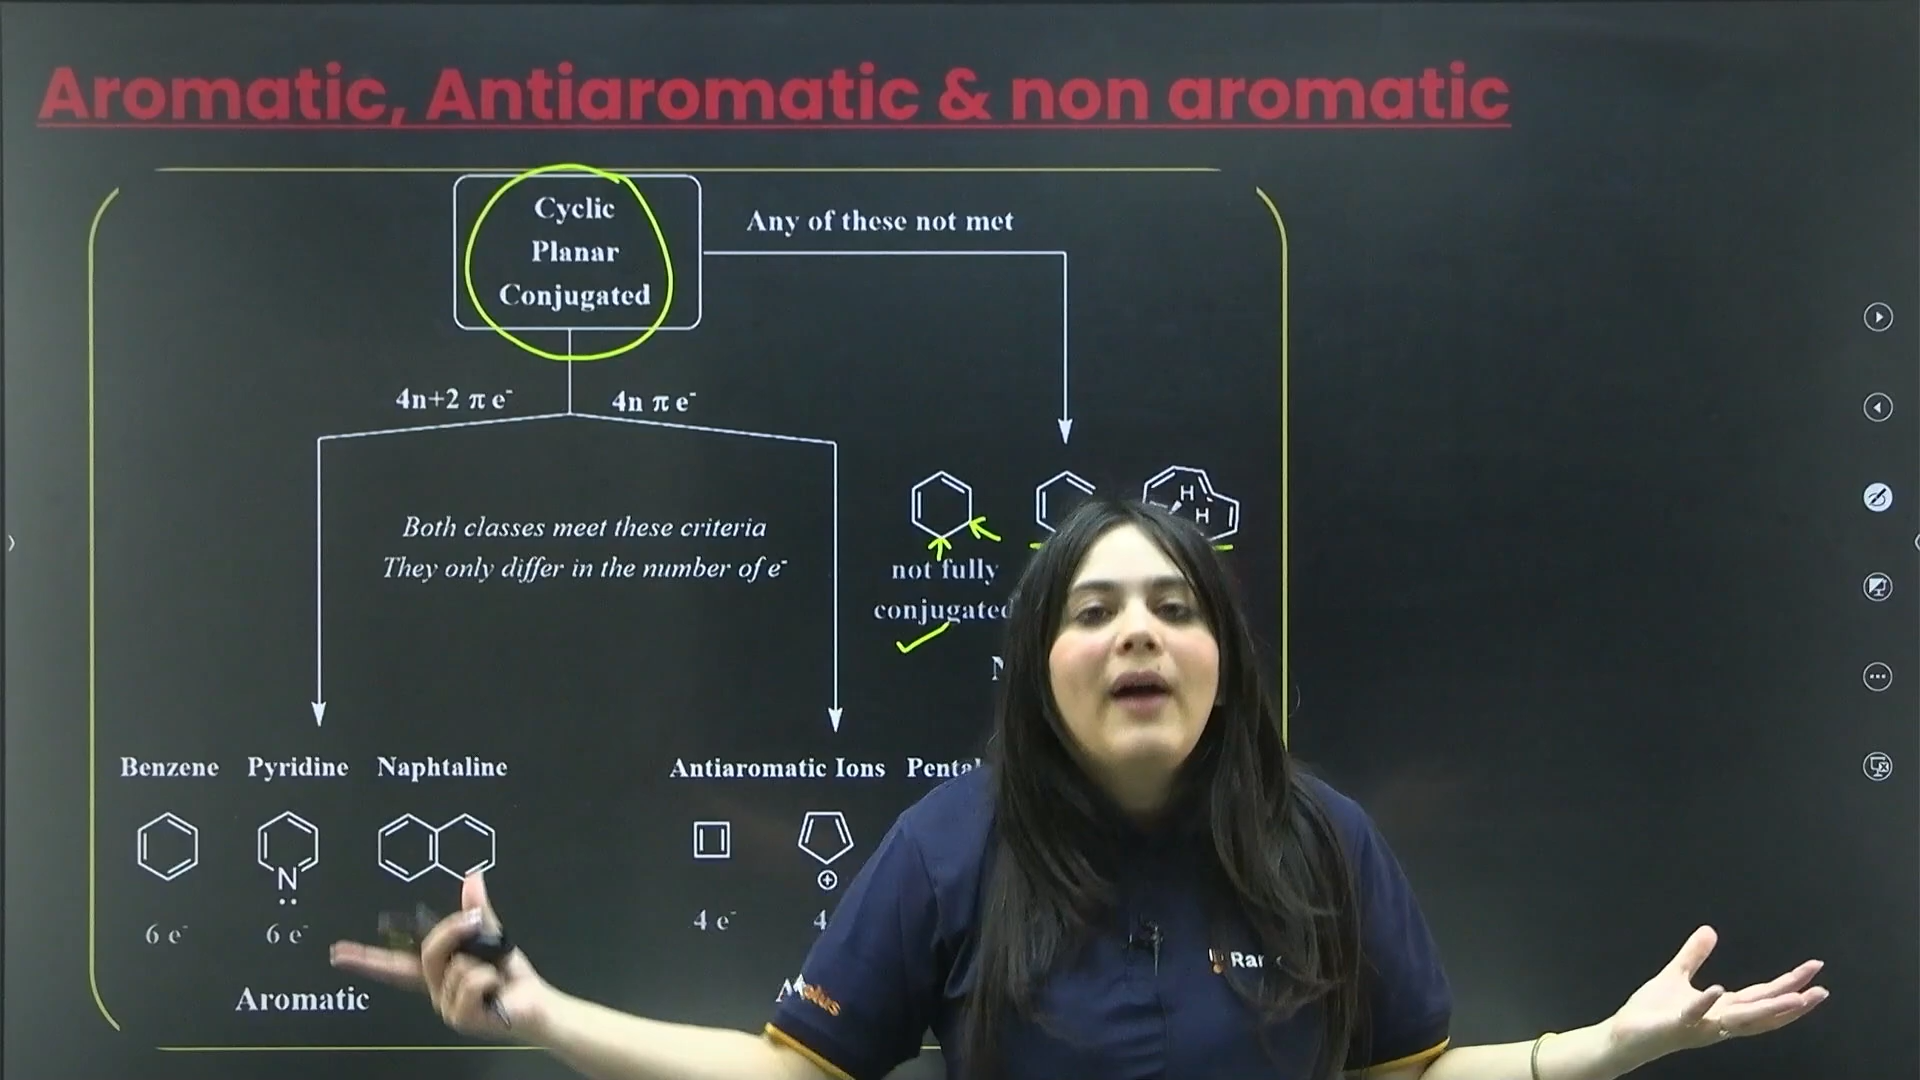 Aromatic, Antiaromatic & non aromatic
Cyclic
Planar
Conjugated
Any of these not met
4n+2 π e⁻
4n π e⁻
Both classes meet these criteria
They only differ in the number of e⁻
H
H
not fully
conjugated
Benzene Pyridine Naphtaline
Antiaromatic Ions
N
6 e⁻ 6 e⁻
4 e⁻ 4
Aromatic